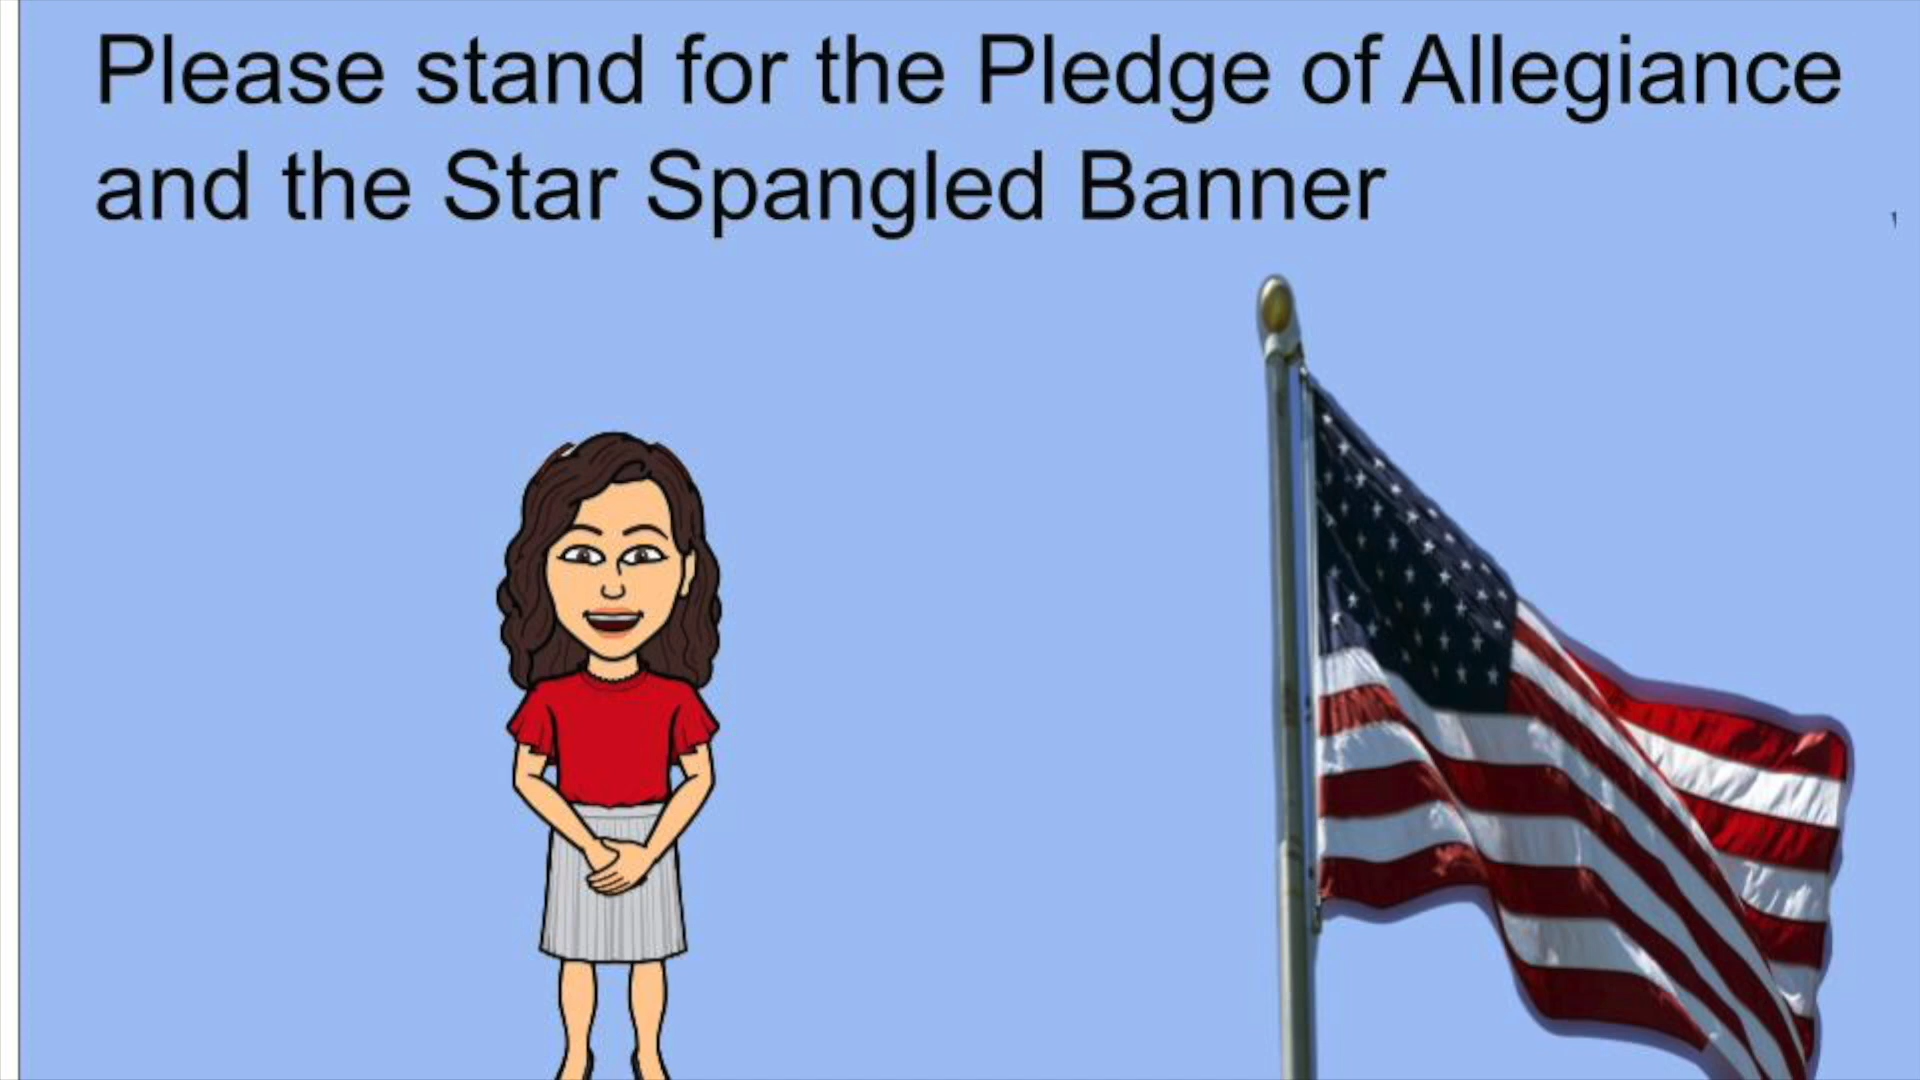 Please stand for the Pledge of Allegiance
and the Star Spangled Banner